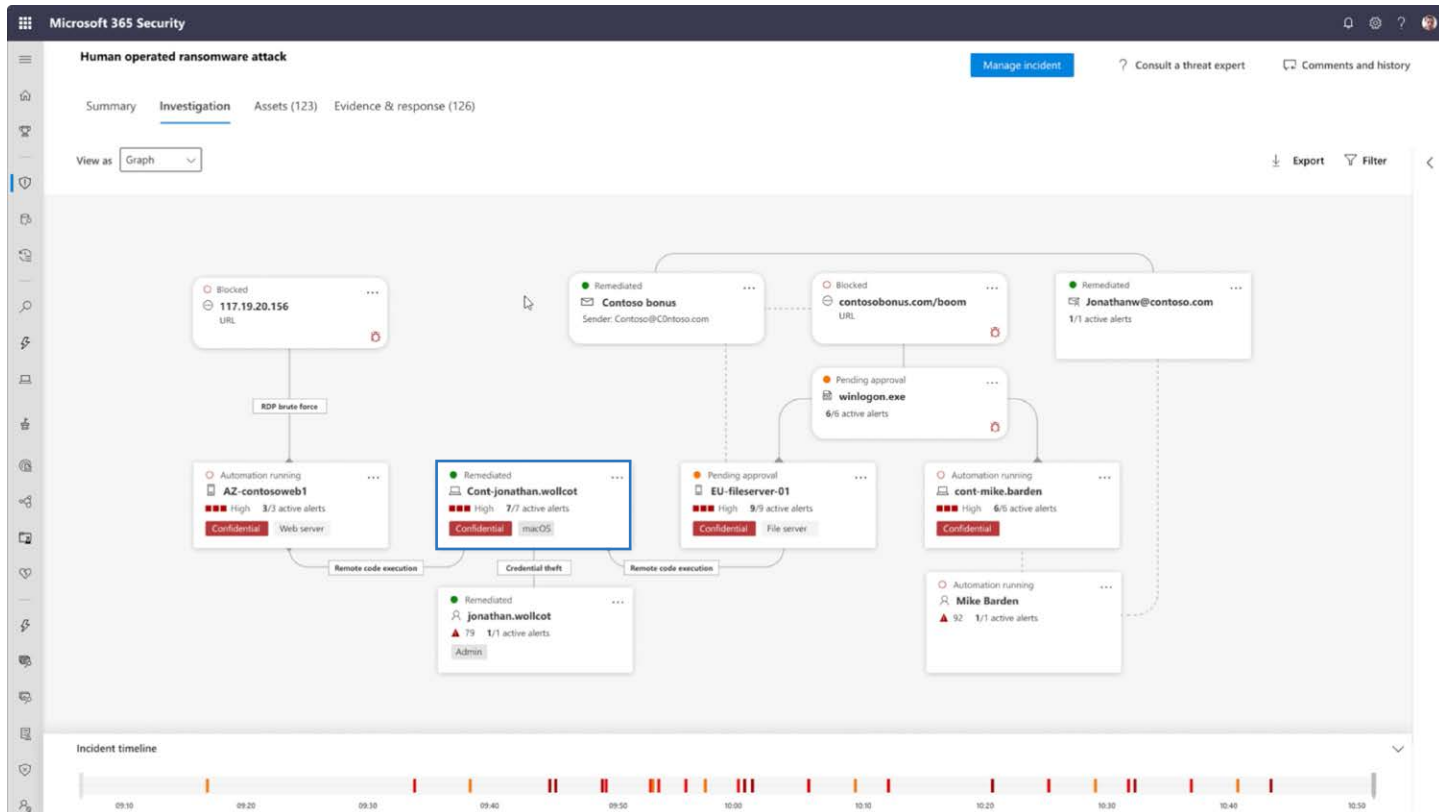 Microsoft 365 Security
Human operated ransomware attack
Manage incident
? Consult a threat expert
Comments and history
Summary Investigation Assets (123) Evidence & response (126)
View as Graph
Export Filter
Blocked
117.19.20.156
URL
Remediated
Contoso bonus
Sender: Contoso@C0ntoso.com
Blocked
contosobonus.com/boom
URL
Remediated
Jonathanw@contoso.com
1/1 active alerts
Pending approval
winlogon.exe
6/6 active alerts
RDP brute force
Automation running
AZ-contosoweb1
High 3/3 active alerts
Confidential Web server
Remediated
Cont-jonathan.wollcot
High 7/7 active alerts
Confidential macOS
Pending approval
EU-fileserver-01
High 9/9 active alerts
Confidential File server
Automation running
cont-mike.barden
High 6/6 active alerts
Confidential
Remote code execution
Credential theft
Remote code execution
Remediated
jonathan.wollcot
79 1/1 active alerts
Admin
Automation running
Mike Barden
92 1/1 active alerts
Incident timeline
09:10 09:20 09:30 09:40 09:50 10:00 10:10 10:20 10:30 10:40 10:50